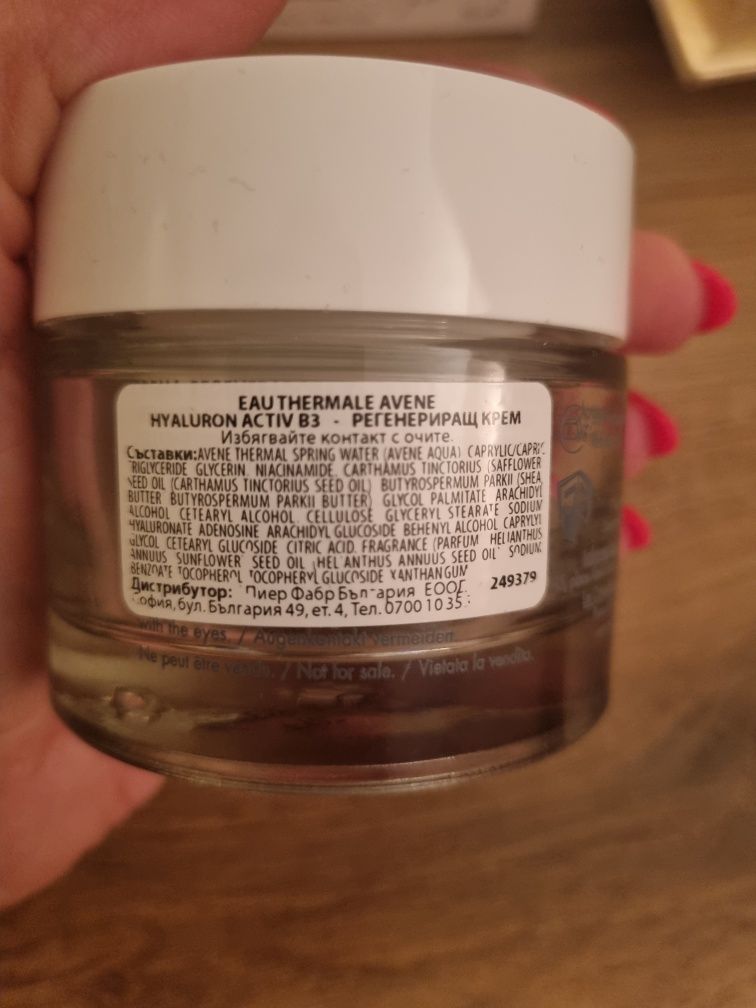 EAU THERMALE AVENE
HYALURON ACTIV B3 - РЕГЕНЕРИРАЩ КРЕМ
Избягвайте контакт с очите.
Съставки:AVENE THERMAL SPRING WATER (AVENE AQUA) CAPRYLIC/CAPRIC
TRIGLYCERIDE GLYCERIN. NIACINAMIDE. CARTHAMUS TINCTORIUS (SAFFLOWER
SEED OIL (CARTHAMUS TINCTORIUS SEED OIL) BUTYROSPERMUM PARKII (SHEA
BUTTER BUTYROSPERMUM PARKII BUTTER) GLYCOL PALMITATE ARACHIDYL
ALCOHOL CETEARYL ALCOHOL. CELLULOSE GLYCERYL STEARATE SODIUM
HYALURONATE ADENOSINE ARACHIDYL GLUCOSIDE BEHENYL ALCOHOL CAPRYLYL
GLYCOL CETEARYL GLUCOSIDE CITRIC ACID. FRAGRANCE (PARFUM HELIANTHUS
ANNUUS SUNFLOWER SEED OIL HELIANTHUS ANNUUS SEED OIL SODIUM
BENZOATE TOCOPHEROL TOCOPHERYL GLUCOSIDE XANTHAN GUM
Дистрибутор: Пиер Фабр България ЕООД. 249379
София, бул. България 49, ет. 4, Тел. 0700 10 35
with the eyes. / Augenkontakt vermeiden.
Ne peut être vendu. / Not for sale. / Vietata la vendita.